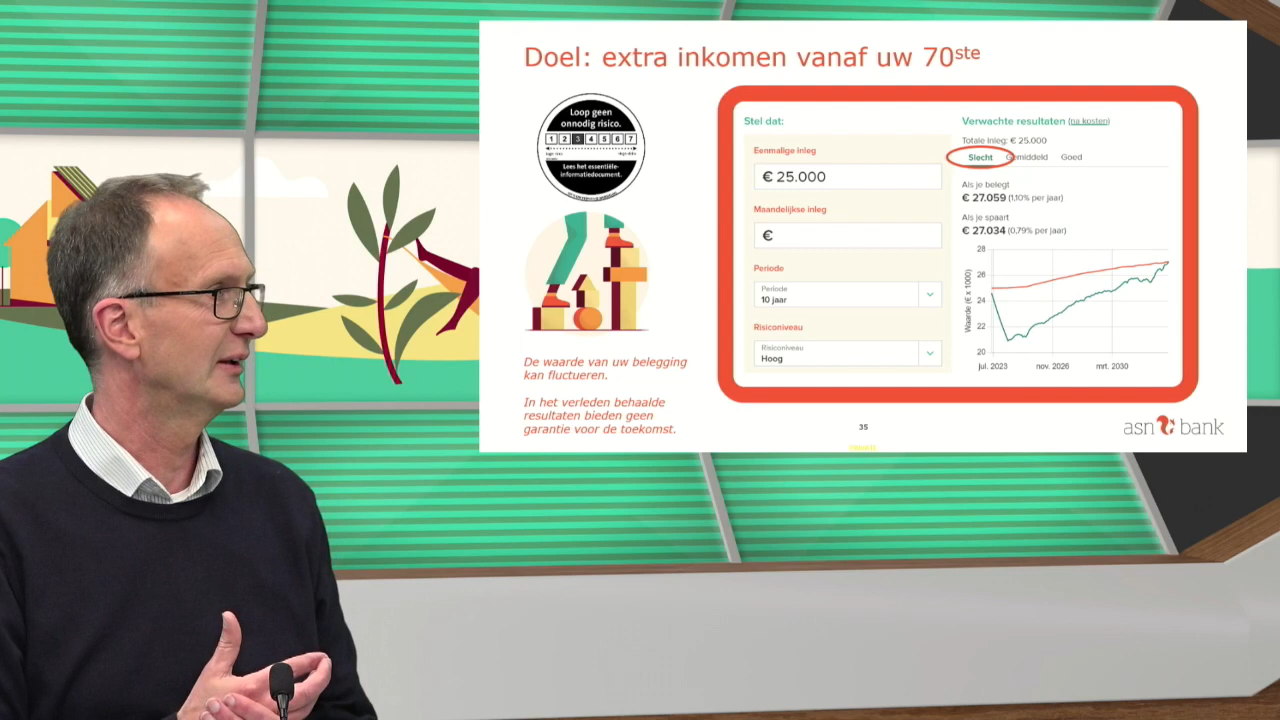 Doel: extra inkomen vanaf uw 70ste
Loop geen
onnodig risico.
1 2 3 4 5 6 7
Lees het essentiële-
informatiedocument.
De waarde van uw belegging
kan fluctueren.
In het verleden behaalde
resultaten bieden geen
garantie voor de toekomst.
Stel dat:
Eenmalige inleg
€ 25.000
Maandelijkse inleg
€
Periode
Periode
10 jaar
Risiconiveau
Risiconiveau
Hoog
Verwachte resultaten (na kosten)
Totale inleg: € 25.000
Slecht Gemiddeld Goed
Als je belegt
€ 27.059 (1,10% per jaar)
Als je spaart
€ 27.034 (0,79% per jaar)
Waarde (€ x 1000)
28
26
24
22
20
jul. 2023 nov. 2026 mrt. 2030
35
asn bank